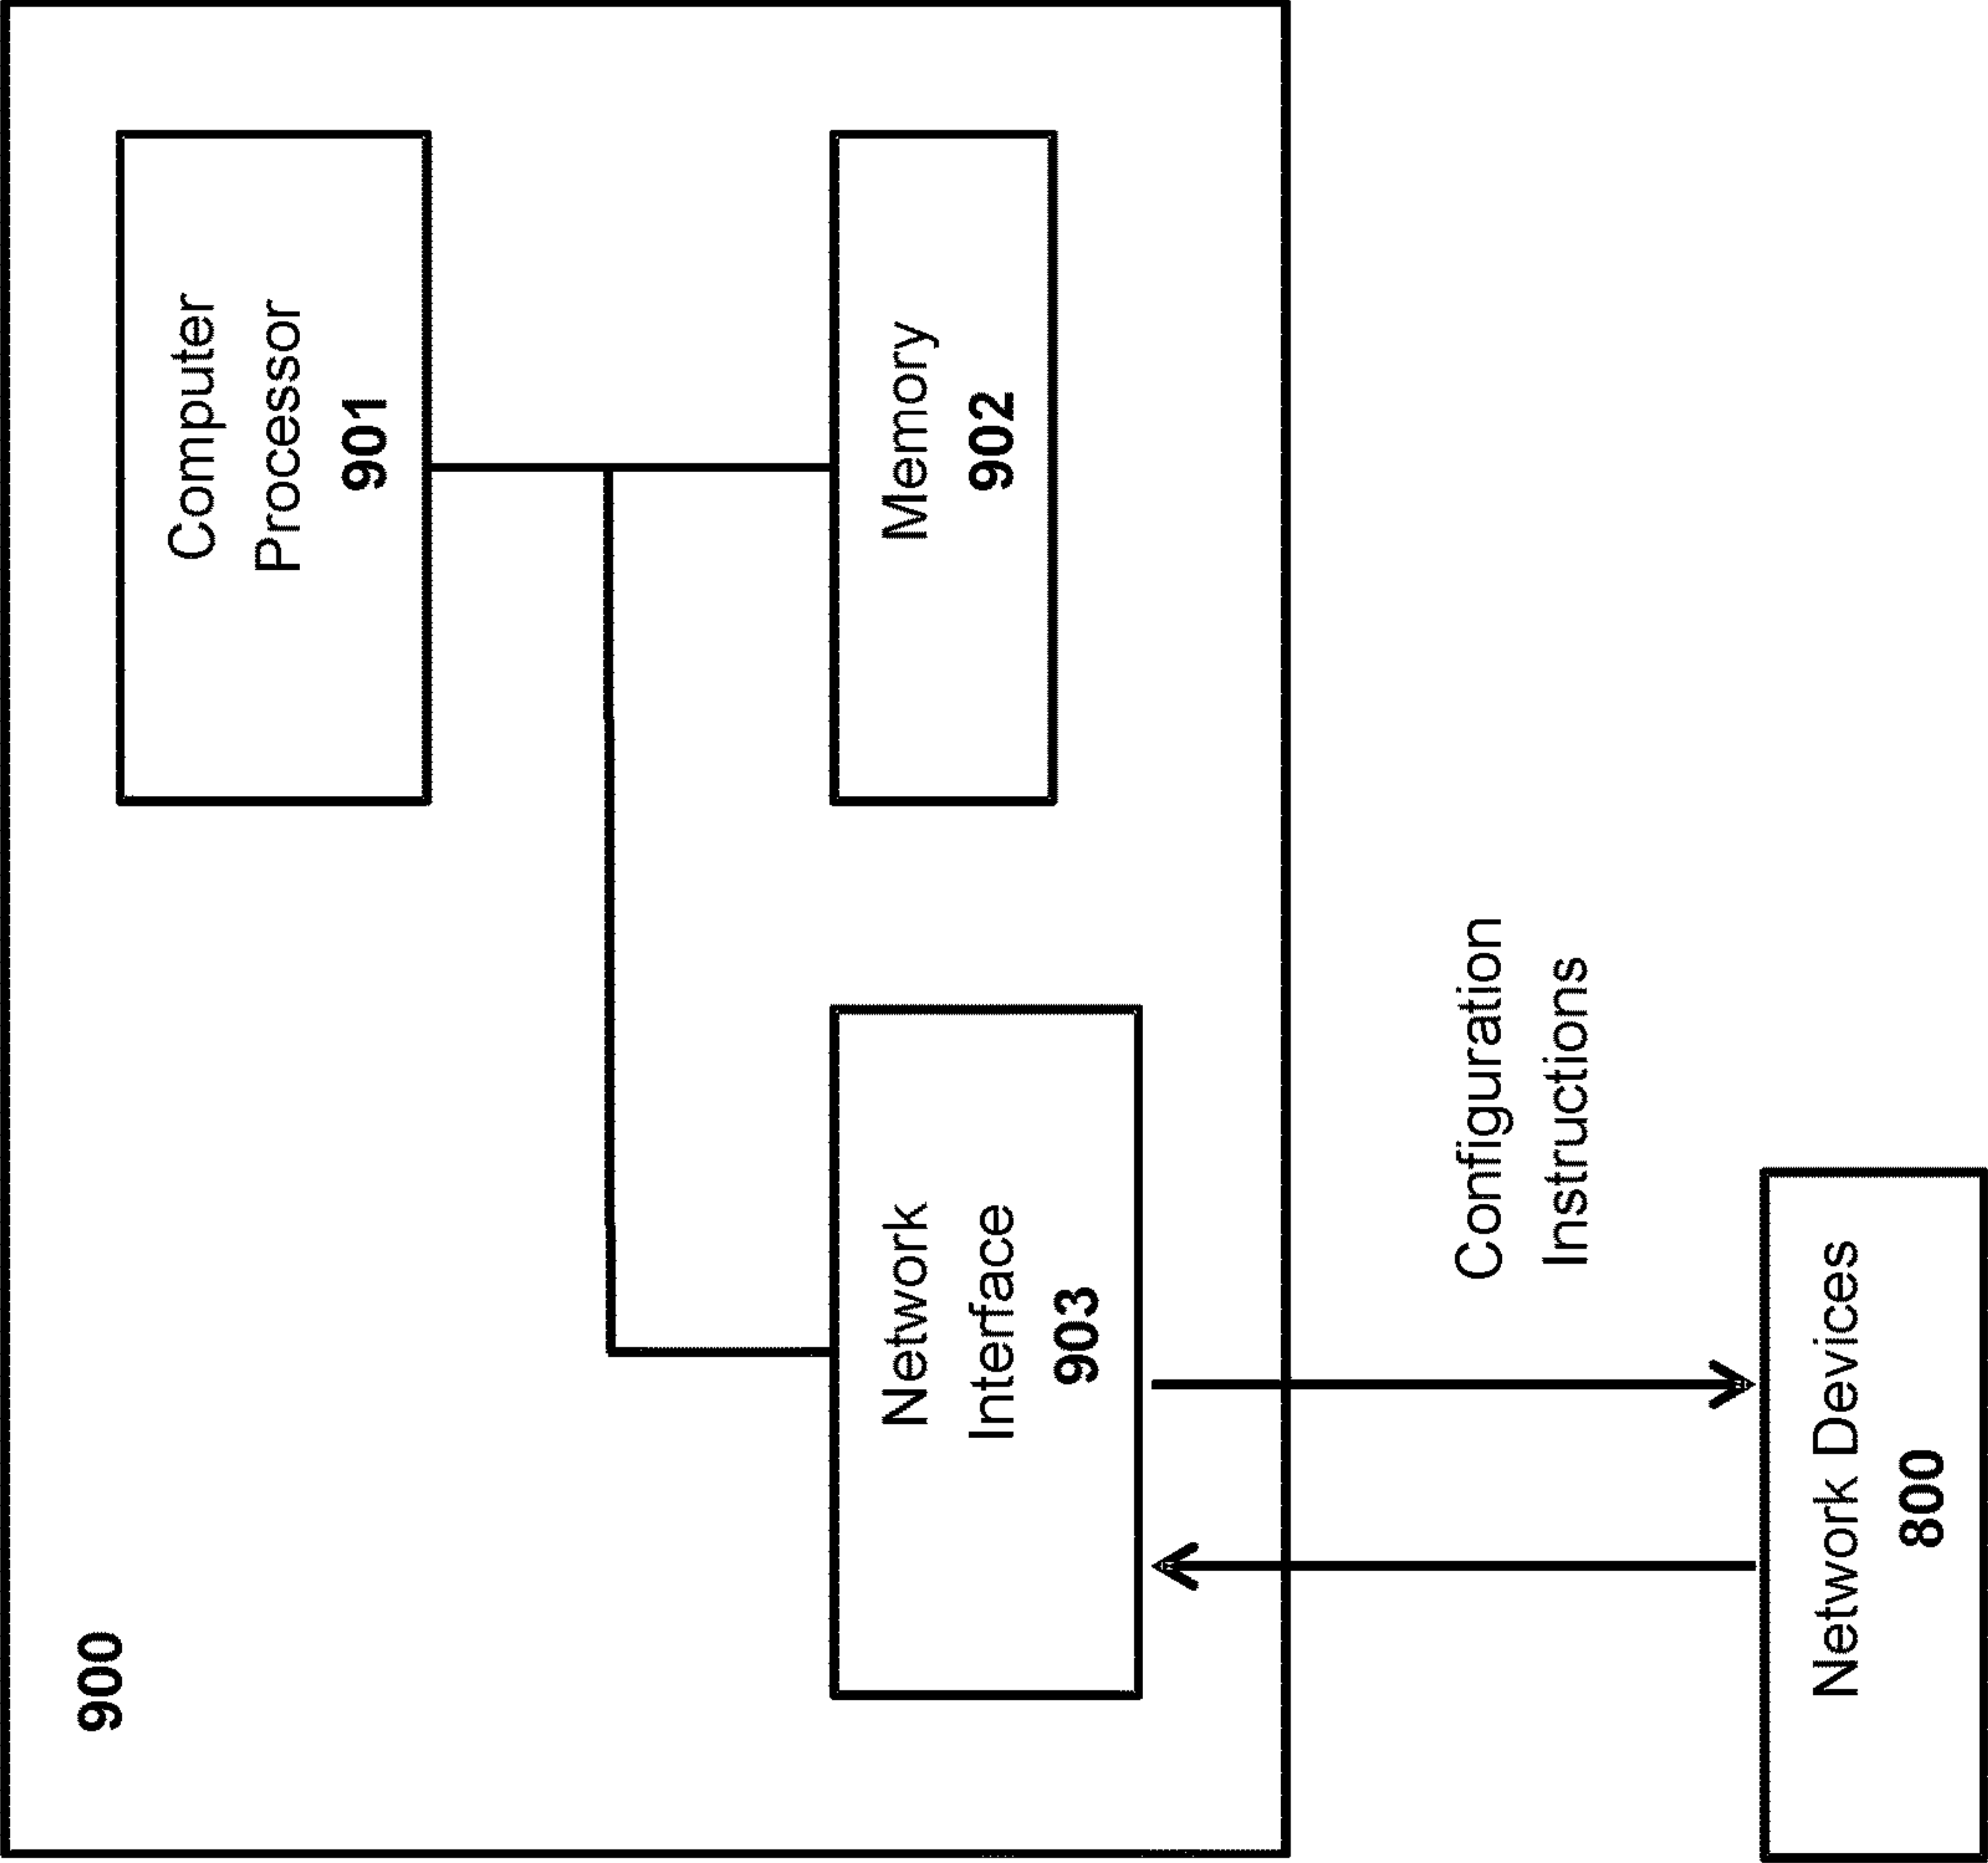 900
Computer
Processor
901
Network
Interface
903
Memory
902
Configuration
Instructions
Network Devices
800